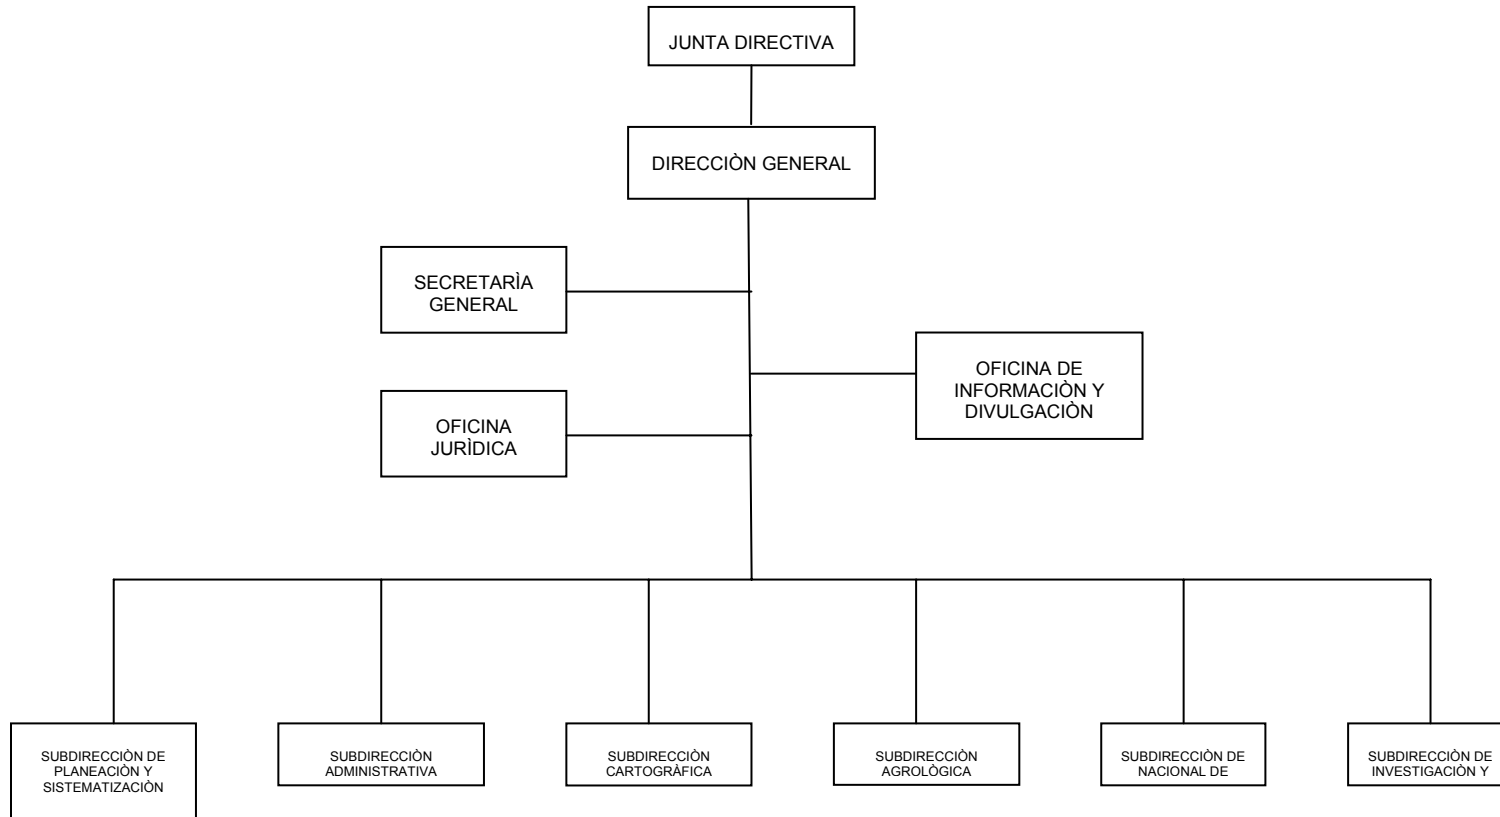 JUNTA DIRECTIVA
DIRECCIÒN GENERAL
SECRETARÌA
GENERAL
OFICINA DE
INFORMACIÒN Y
DIVULGACIÒN
OFICINA
JURÌDICA
SUBDIRECCIÒN DE
PLANEACIÒN Y
SISTEMATIZACIÒN
SUBDIRECCIÒN
ADMINISTRATIVA
SUBDIRECCIÒN
CARTOGRÀFICA
SUBDIRECCIÒN
AGROLÒGICA
SUBDIRECCIÒN DE
NACIONAL DE
SUBDIRECCIÒN DE
INVESTIGACIÒN Y